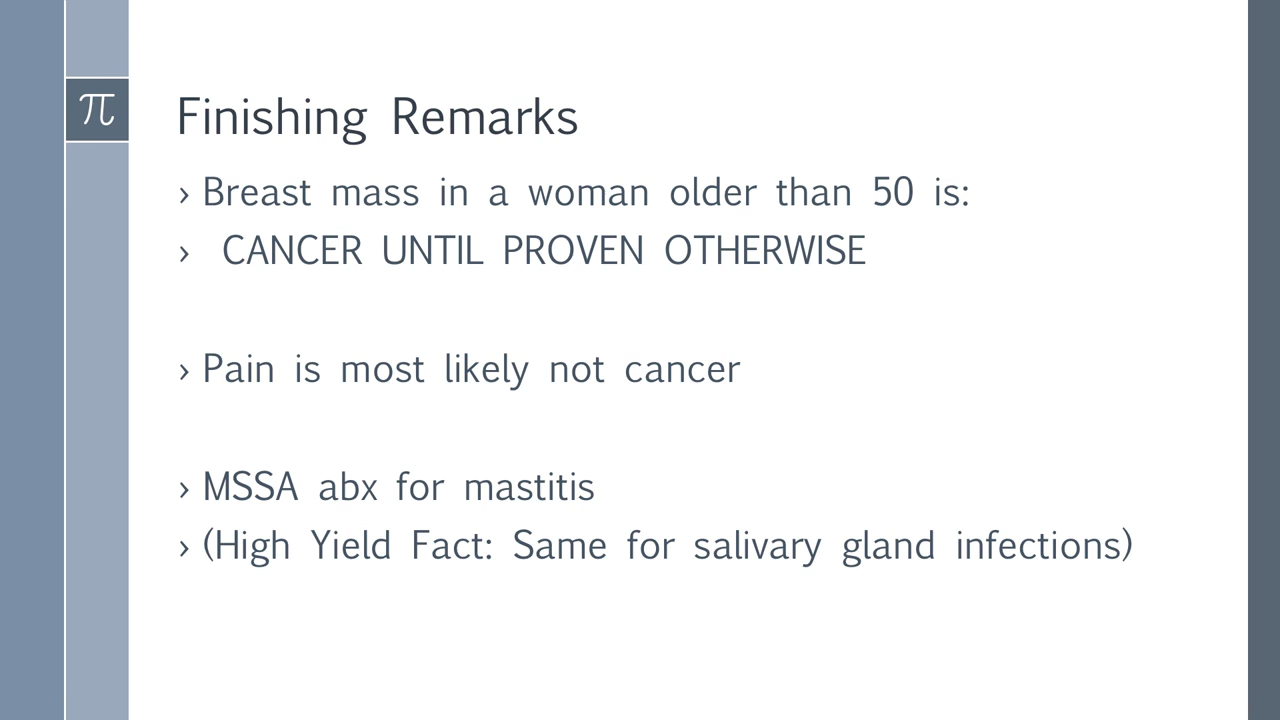 π
Finishing Remarks
› Breast mass in a woman older than 50 is:
› CANCER UNTIL PROVEN OTHERWISE
› Pain is most likely not cancer
› MSSA abx for mastitis
› (High Yield Fact: Same for salivary gland infections)